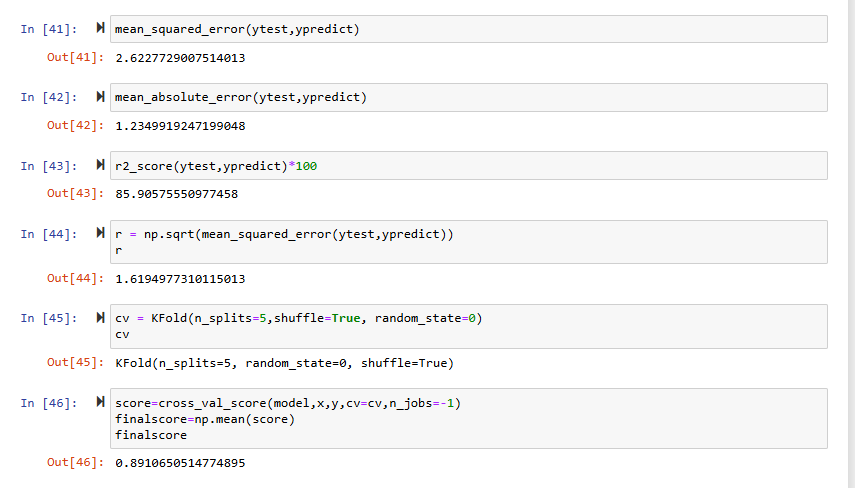 In [41]: mean_squared_error(ytest,ypredict)
Out[41]: 2.6227729007514013
In [42]: mean_absolute_error(ytest,ypredict)
Out[42]: 1.2349919247199048
In [43]: r2_score(ytest,ypredict)*100
Out[43]: 85.90575550977458
In [44]: r = np.sqrt(mean_squared_error(ytest,ypredict))
r
Out[44]: 1.6194977310115013
In [45]: cv = KFold(n_splits=5,shuffle=True, random_state=0)
cv
Out[45]: KFold(n_splits=5, random_state=0, shuffle=True)
In [46]: score=cross_val_score(model,x,y,cv=cv,n_jobs=-1)
finalscore=np.mean(score)
finalscore
Out[46]: 0.8910650514774895